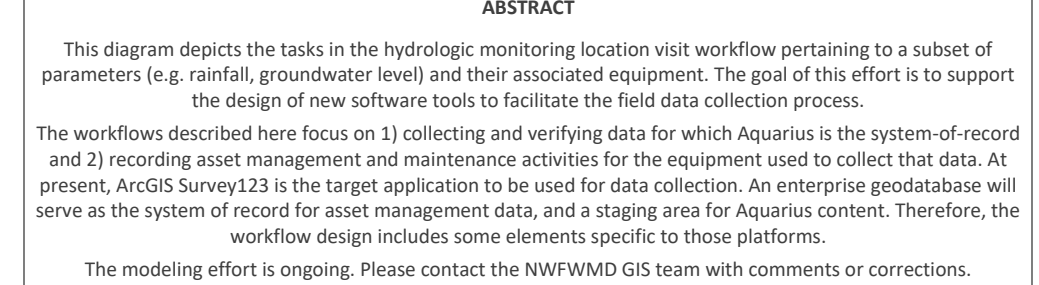 ABSTRACT
This diagram depicts the tasks in the hydrologic monitoring location visit workflow pertaining to a subset of
parameters (e.g. rainfall, groundwater level) and their associated equipment. The goal of this effort is to support
the design of new software tools to facilitate the field data collection process.
The workflows described here focus on 1) collecting and verifying data for which Aquarius is the system-of-record
and 2) recording asset management and maintenance activities for the equipment used to collect that data. At
present, ArcGIS Survey123 is the target application to be used for data collection. An enterprise geodatabase will
serve as the system of record for asset management data, and a staging area for Aquarius content. Therefore, the
workflow design includes some elements specific to those platforms.
The modeling effort is ongoing. Please contact the NWFWMD GIS team with comments or corrections.